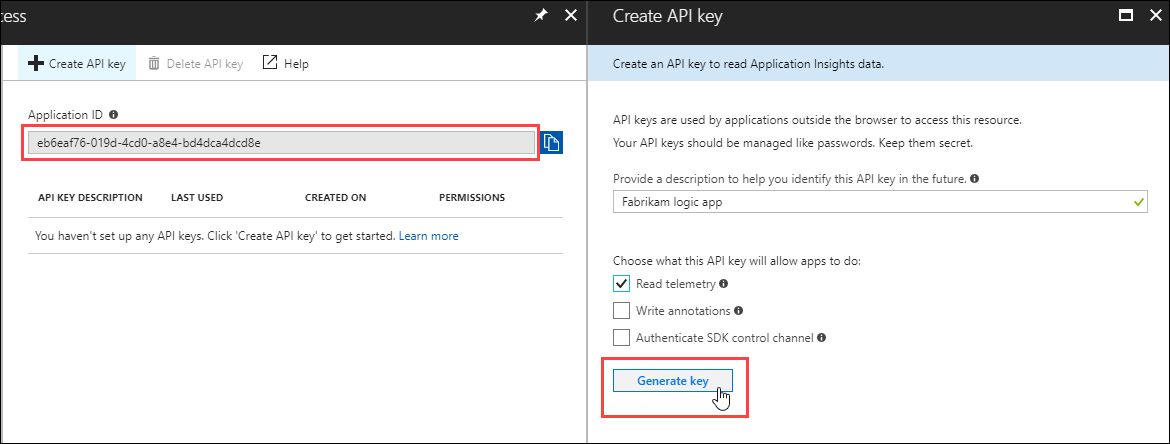 cess
Create API key
Delete API key
Help
Application ID
eb6eaf76-019d-4cd0-a8e4-bd4dca4dcd8e
API KEY DESCRIPTION
LAST USED
CREATED ON
PERMISSIONS
You haven't set up any API keys. Click 'Create API key' to get started. Learn more
Create API key
Create an API key to read Application Insights data.
API keys are used by applications outside the browser to access this resource.
Your API keys should be managed like passwords. Keep them secret.
Provide a description to help you identify this API key in the future.
Fabrikam logic app
Choose what this API key will allow apps to do:
Read telemetry
Write annotations
Authenticate SDK control channel
Generate key